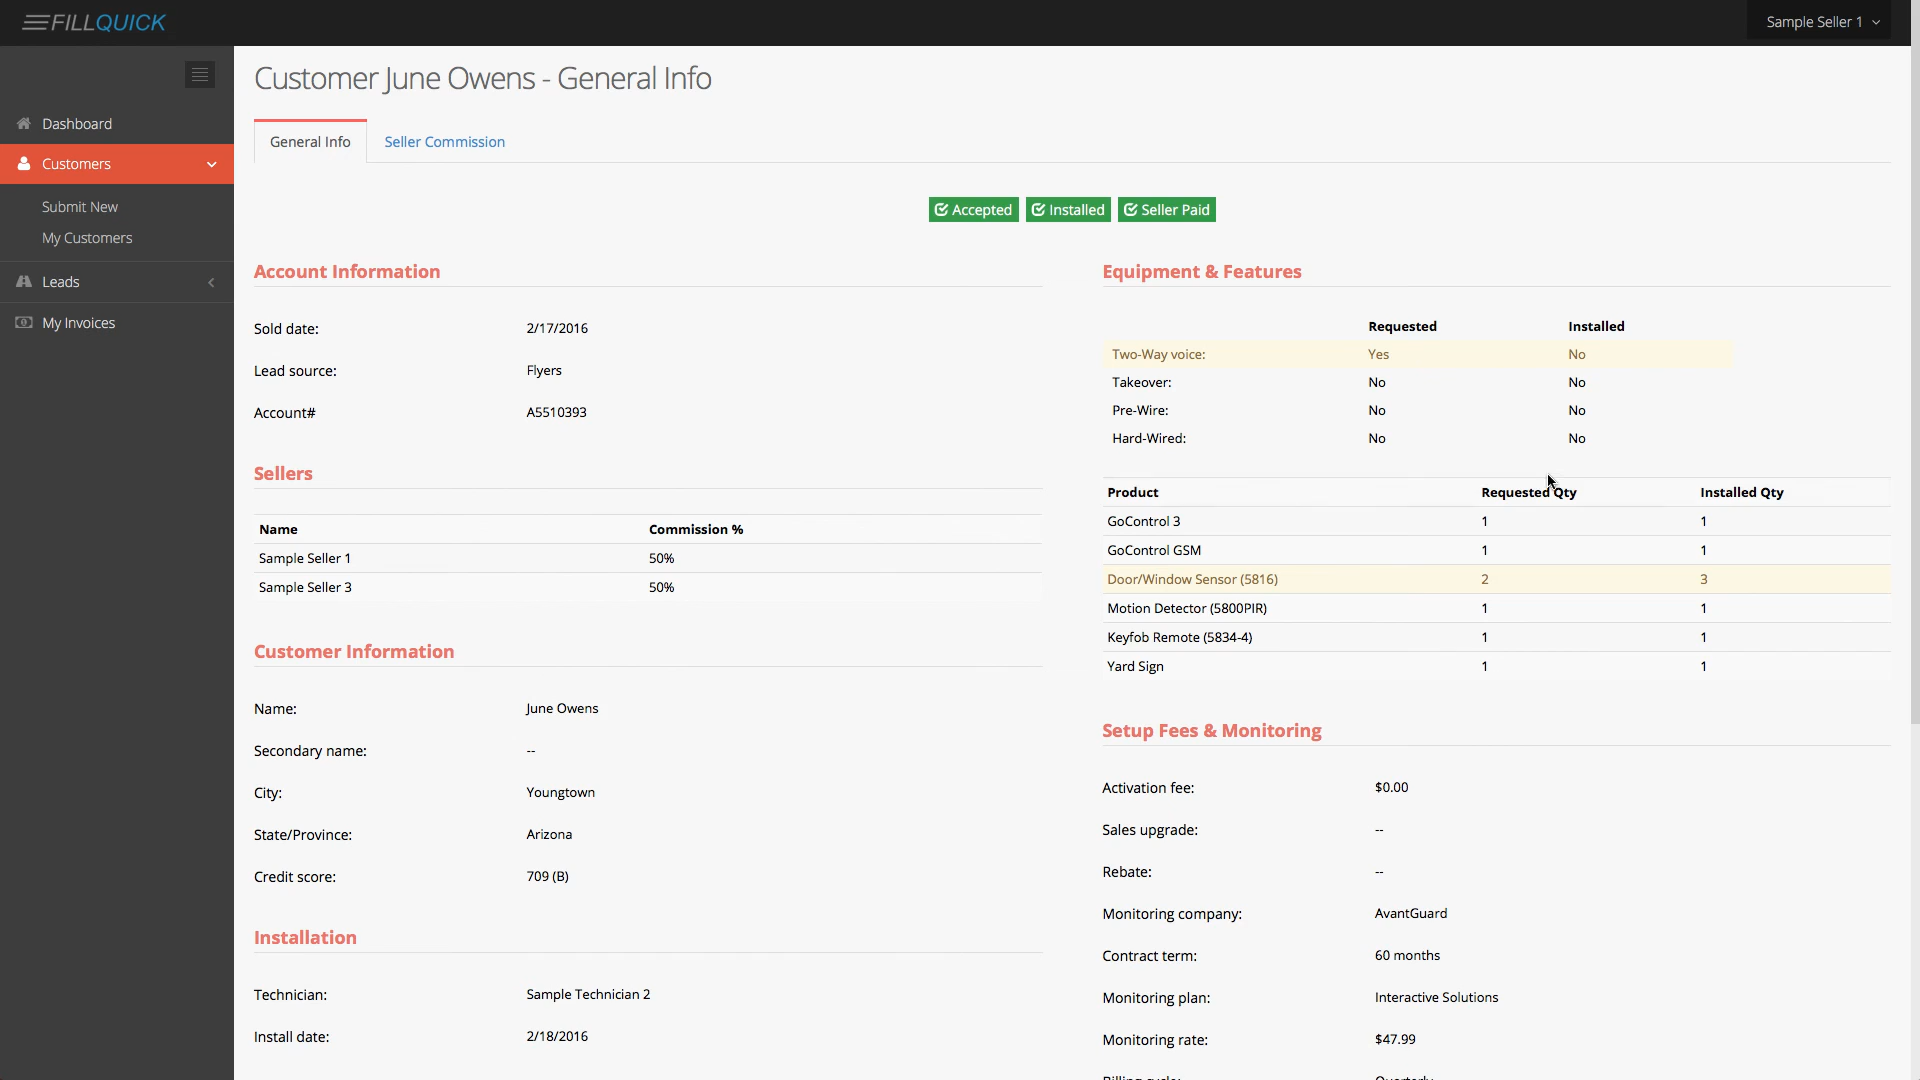 FILLQUICK
Sample Seller 1
Dashboard
Customers
Submit New
My Customers
Leads
My Invoices
Customer June Owens - General Info
General Info
Seller Commission
Accepted
Installed
Seller Paid
Account Information
Sold date: 2/17/2016
Lead source: Flyers
Account# A5510393
Sellers
Name Commission %
Sample Seller 1 50%
Sample Seller 3 50%
Customer Information
Name: June Owens
Secondary name: --
City: Youngtown
State/Province: Arizona
Credit score: 709 (B)
Installation
Technician: Sample Technician 2
Install date: 2/18/2016
Equipment & Features
Requested Installed
Two-Way voice: Yes No
Takeover: No No
Pre-Wire: No No
Hard-Wired: No No
Product Requested Qty Installed Qty
GoControl 3 1 1
GoControl GSM 1 1
Door/Window Sensor (5816) 2 3
Motion Detector (5800PIR) 1 1
Keyfob Remote (5834-4) 1 1
Yard Sign 1 1
Setup Fees & Monitoring
Activation fee: $0.00
Sales upgrade: --
Rebate: --
Monitoring company: AvantGuard
Contract term: 60 months
Monitoring plan: Interactive Solutions
Monitoring rate: $47.99